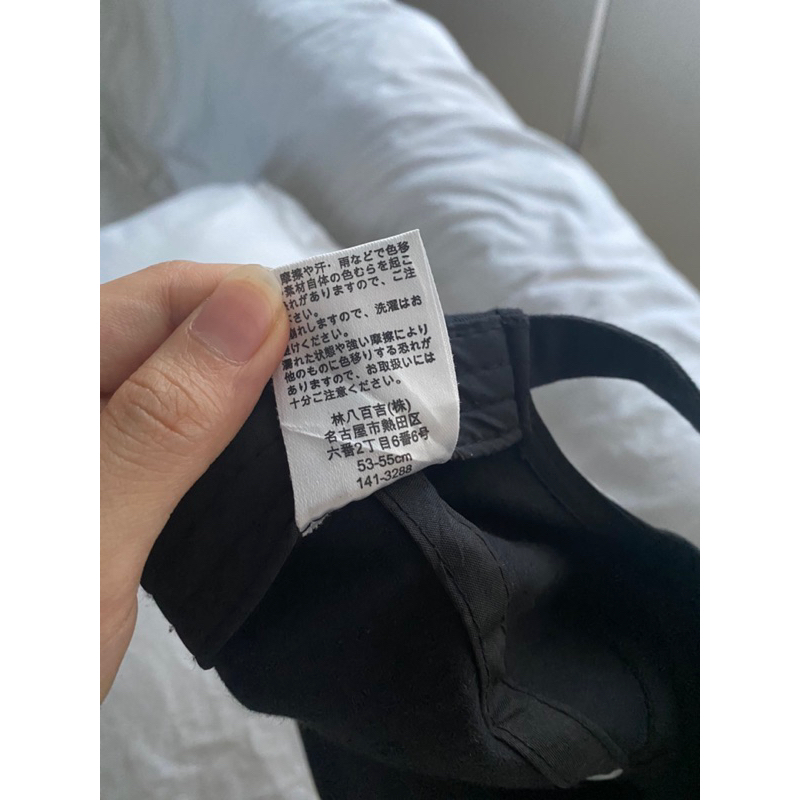 摩擦や汗・雨などで色移
素材自体の色むらを起こ
れがありますので、ご注
ださい。
崩れしますので、洗濯はお
避けください。
濡れた状態や強い摩擦により
他のものに色移りする恐れが
ありますので、お取扱いには
十分ご注意ください。
林八百吉(株)
名古屋市熱田区
六番2丁目6番6号
53-55cm
141-3288